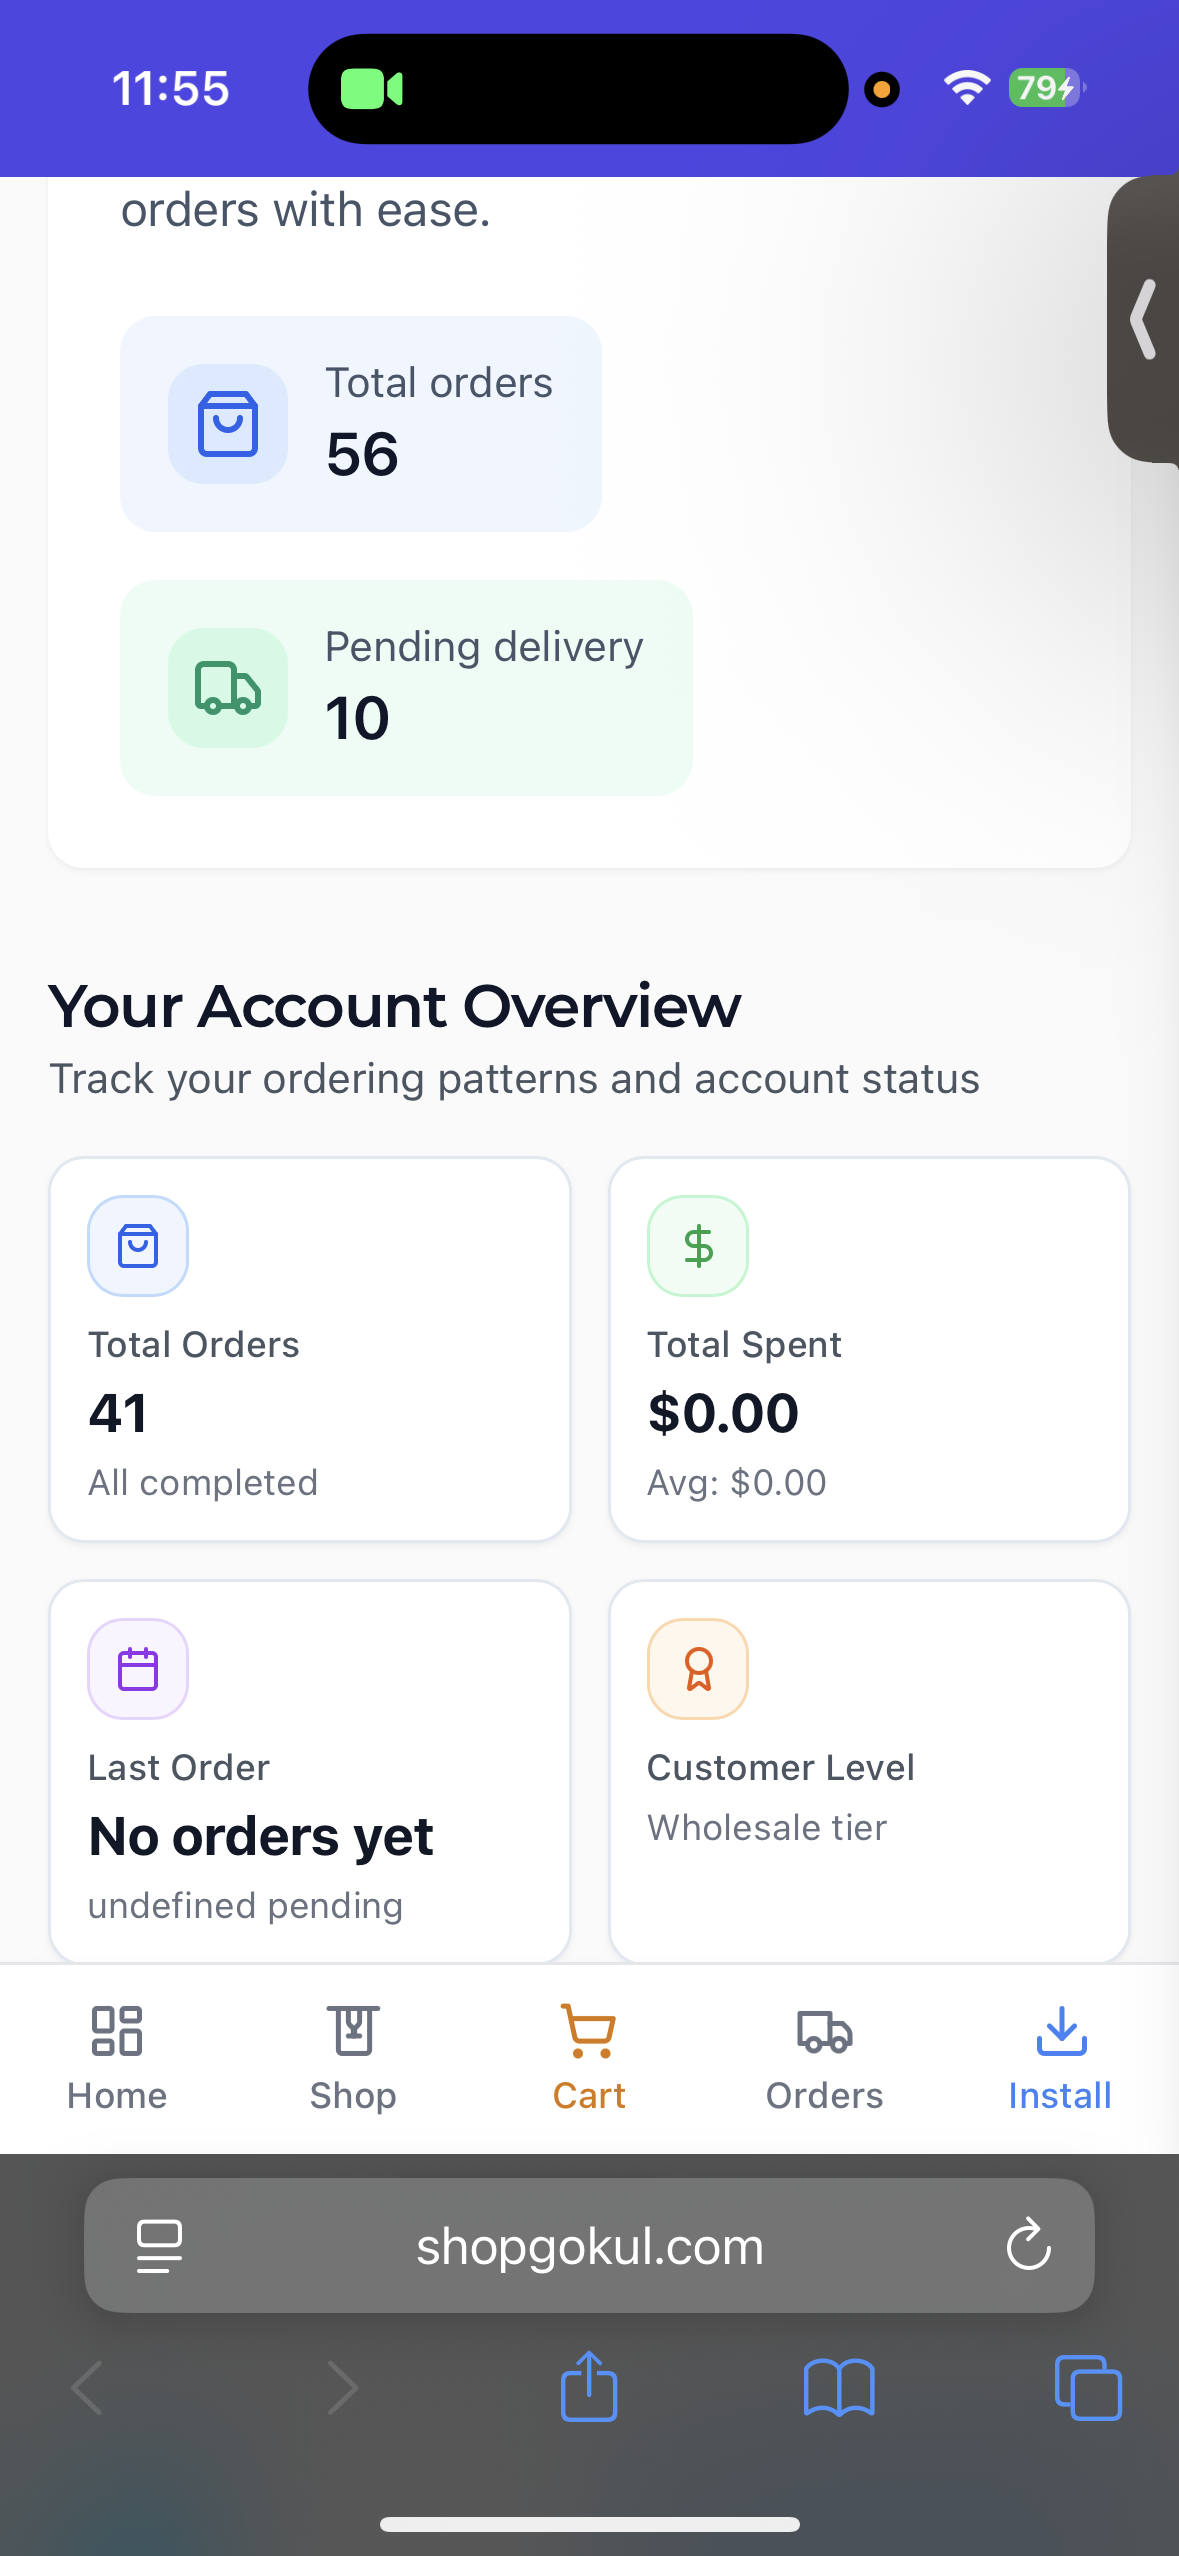 11:55
79
orders with ease.
Total orders
56
Pending delivery
10
Your Account Overview
Track your ordering patterns and account status
Total Orders
41
All completed
Total Spent
$0.00
Avg: $0.00
Last Order
No orders yet
undefined pending
Customer Level
Wholesale tier
Home
Shop
Cart
Orders
Install
shopgokul.com